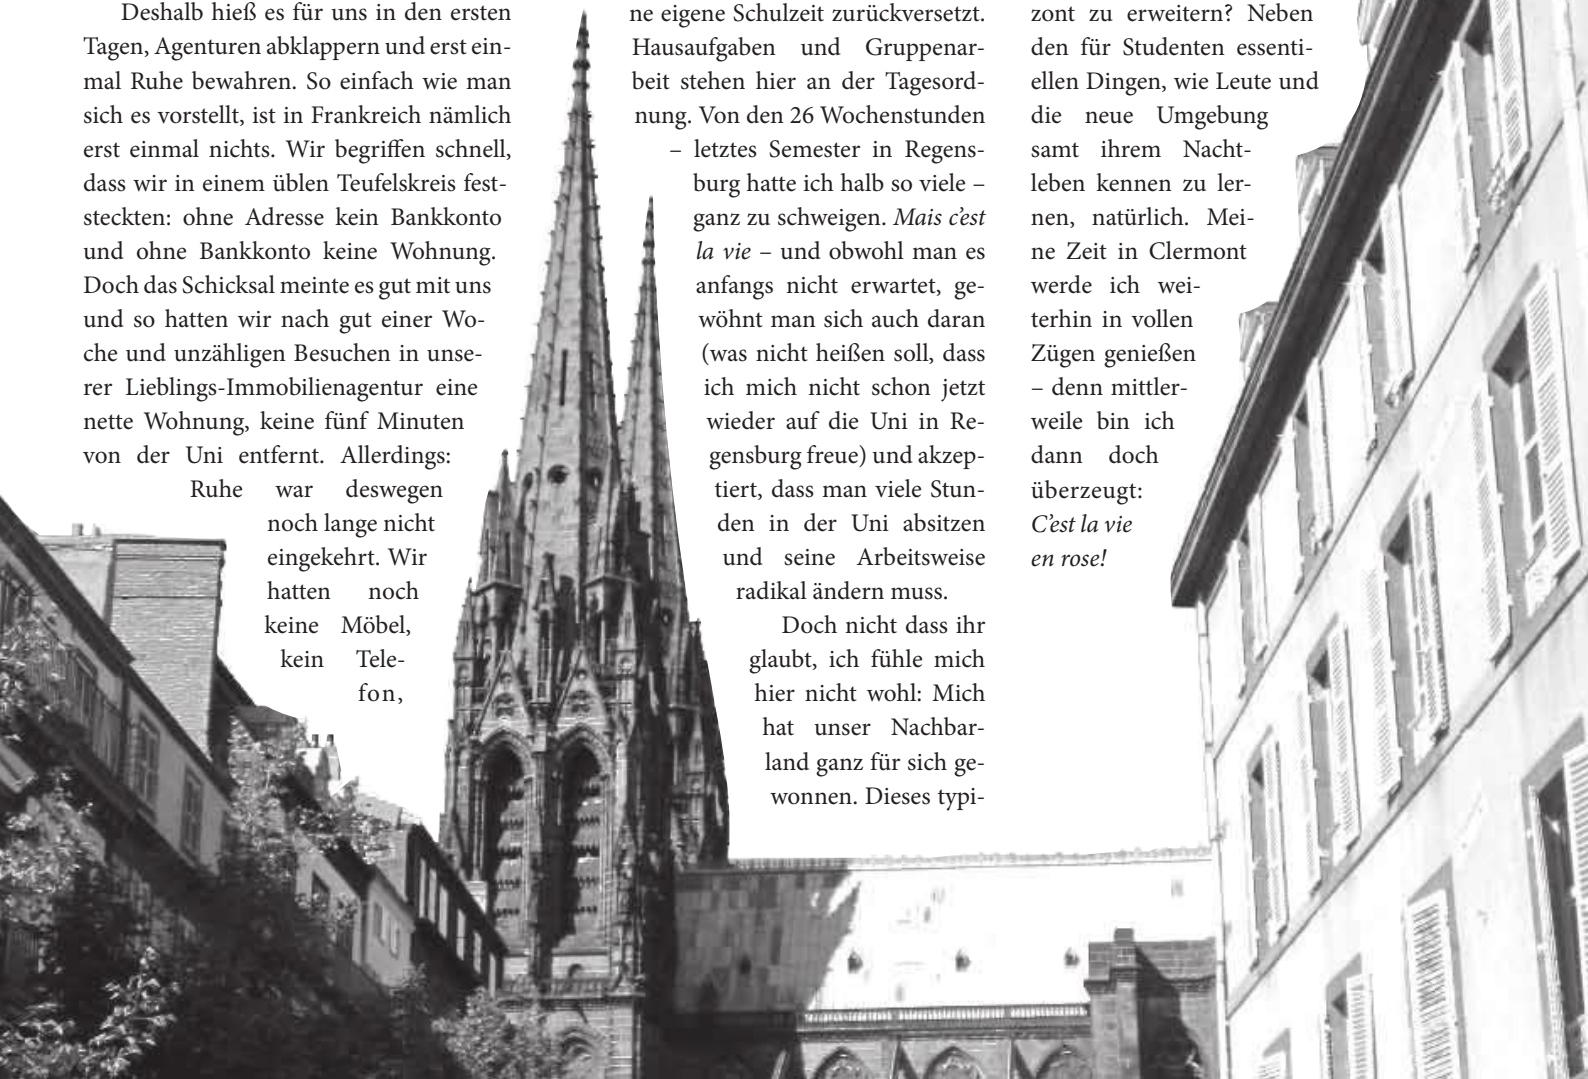 Deshalb hieß es für uns in den ersten
Tagen, Agenturen abklappern und erst ein-
mal Ruhe bewahren. So einfach wie man
sich es vorstellt, ist in Frankreich nämlich
erst einmal nichts. Wir begriffen schnell,
dass wir in einem üblen Teufelskreis fest-
steckten: ohne Adresse kein Bankkonto
und ohne Bankkonto keine Wohnung.
Doch das Schicksal meinte es gut mit uns
und so hatten wir nach gut einer Wo-
che und unzähligen Besuchen in unse-
rer Lieblings-Immobilienagentur eine
nette Wohnung, keine fünf Minuten
von der Uni entfernt. Allerdings:
Ruhe war deswegen
noch lange nicht
eingekehrt. Wir
hatten noch
keine Möbel,
kein Tele-
fon,
ne eigene Schulzeit zurückversetzt.
Hausaufgaben und Gruppenar-
beit stehen hier an der Tagesord-
nung. Von den 26 Wochenstunden
– letztes Semester in Regens-
burg hatte ich halb so viele –
ganz zu schweigen. Mais c’est
la vie – und obwohl man es
anfangs nicht erwartet, ge-
wöhnt man sich auch daran
(was nicht heißen soll, dass
ich mich nicht schon jetzt
wieder auf die Uni in Re-
gensburg freue) und akzep-
tiert, dass man viele Stun-
den in der Uni absitzen
und seine Arbeitsweise
radikal ändern muss.
Doch nicht dass ihr
glaubt, ich fühle mich
hier nicht wohl: Mich
hat unser Nachbar-
land ganz für sich ge-
wonnen. Dieses typi-
zont zu erweitern? Neben
den für Studenten essenti-
ellen Dingen, wie Leute und
die neue Umgebung
samt ihrem Nacht-
leben kennen zu ler-
nen, natürlich. Mei-
ne Zeit in Clermont
werde ich wei-
terhin in vollen
Zügen genießen
– denn mittler-
weile bin ich
dann doch
überzeugt:
C’est la vie
en rose!